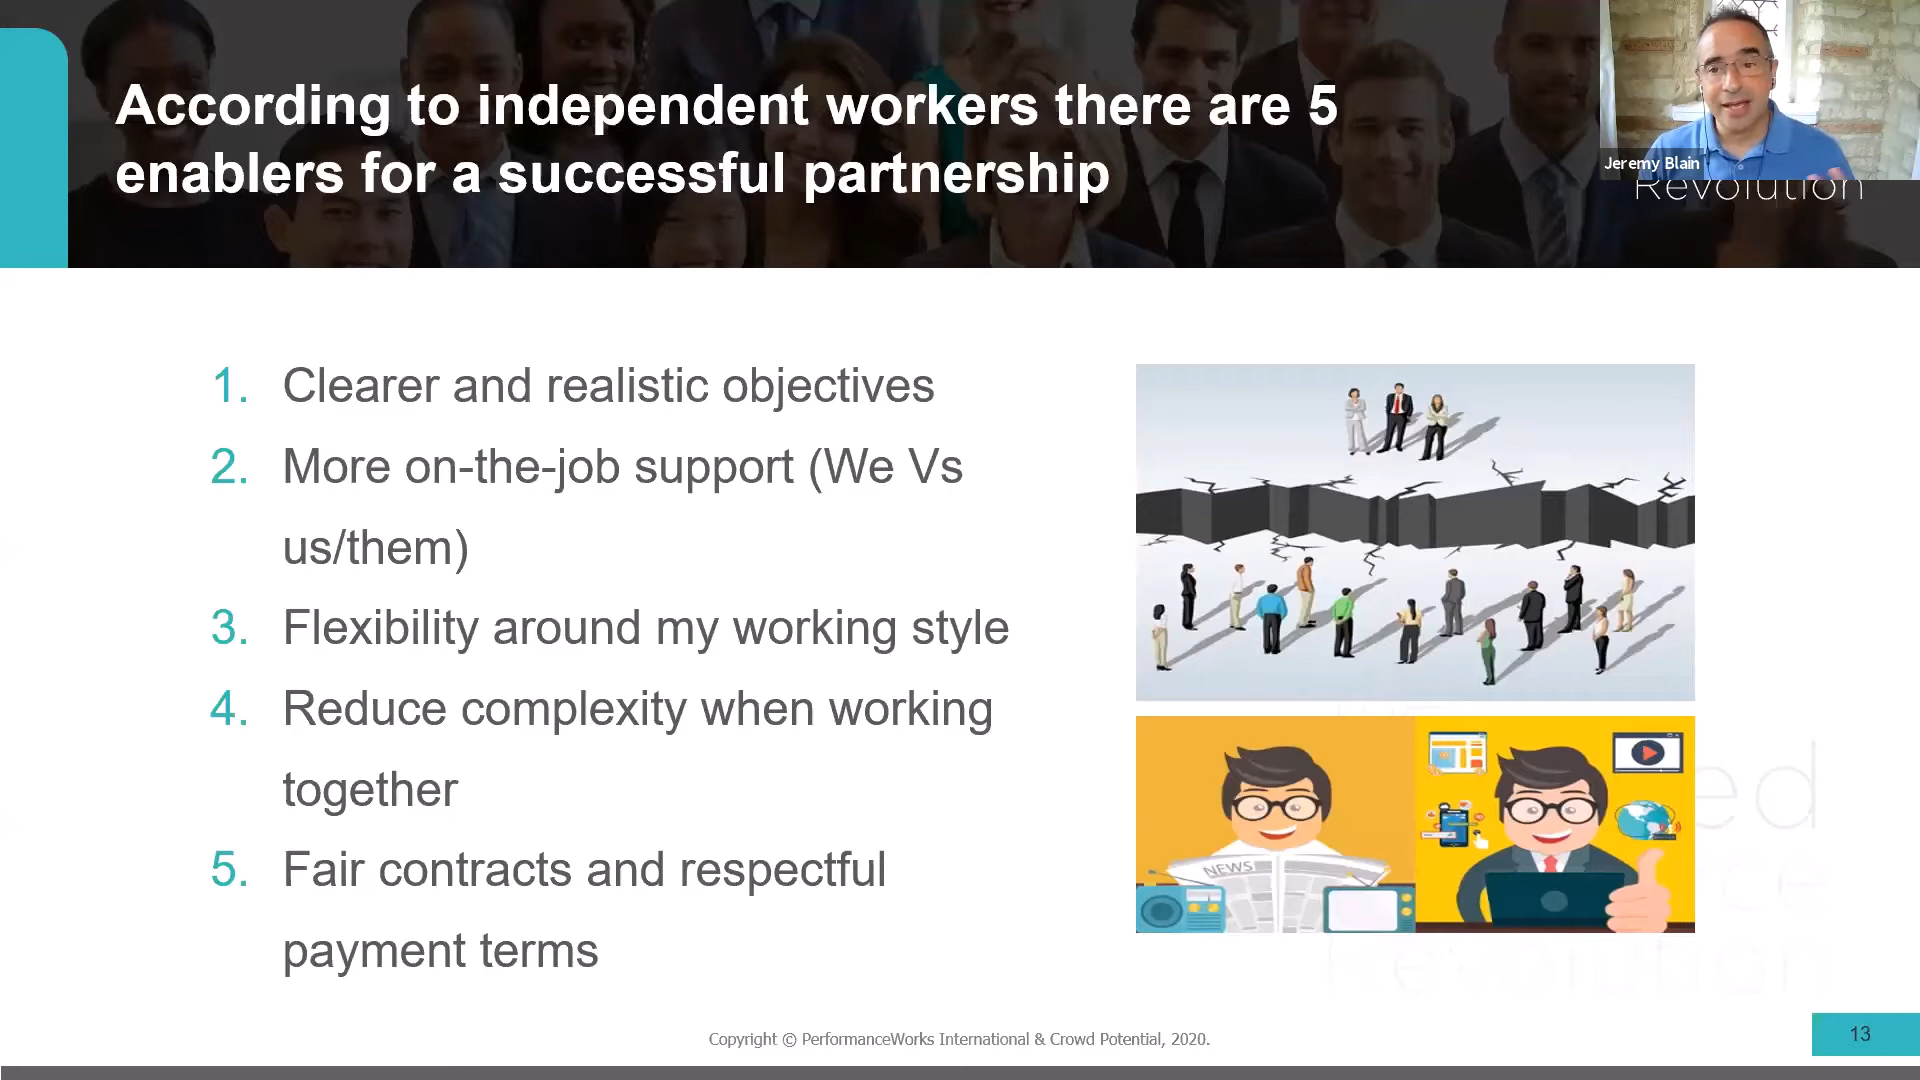 According to independent workers there are 5
enablers for a successful partnership
Jeremy Blain
Revolution
1. Clearer and realistic objectives
2. More on-the-job support (We Vs
us/them)
3. Flexibility around my working style
4. Reduce complexity when working
together
5. Fair contracts and respectful
payment terms
NEWS
Revolution
Copyright © PerformanceWorks International & Crowd Potential, 2020.
13